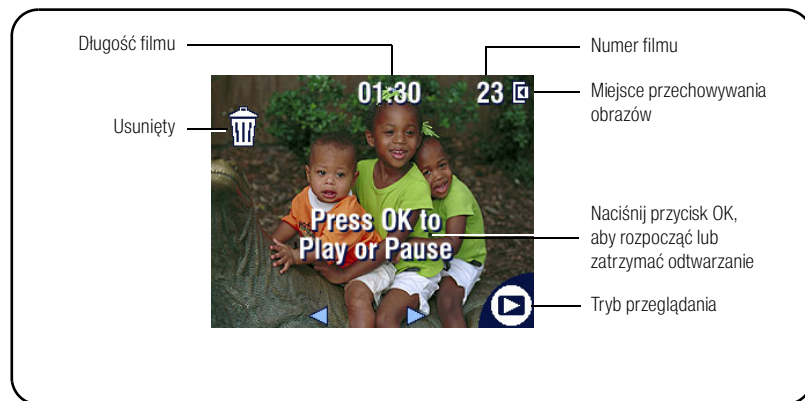 Długość filmu
Numer filmu
01:30
23
Miejsce przechowywania
obrazów
Usunięty
Press OK to
Play or Pause
Naciśnij przycisk OK,
aby rozpocząć lub
zatrzymać odtwarzanie
Tryb przeglądania